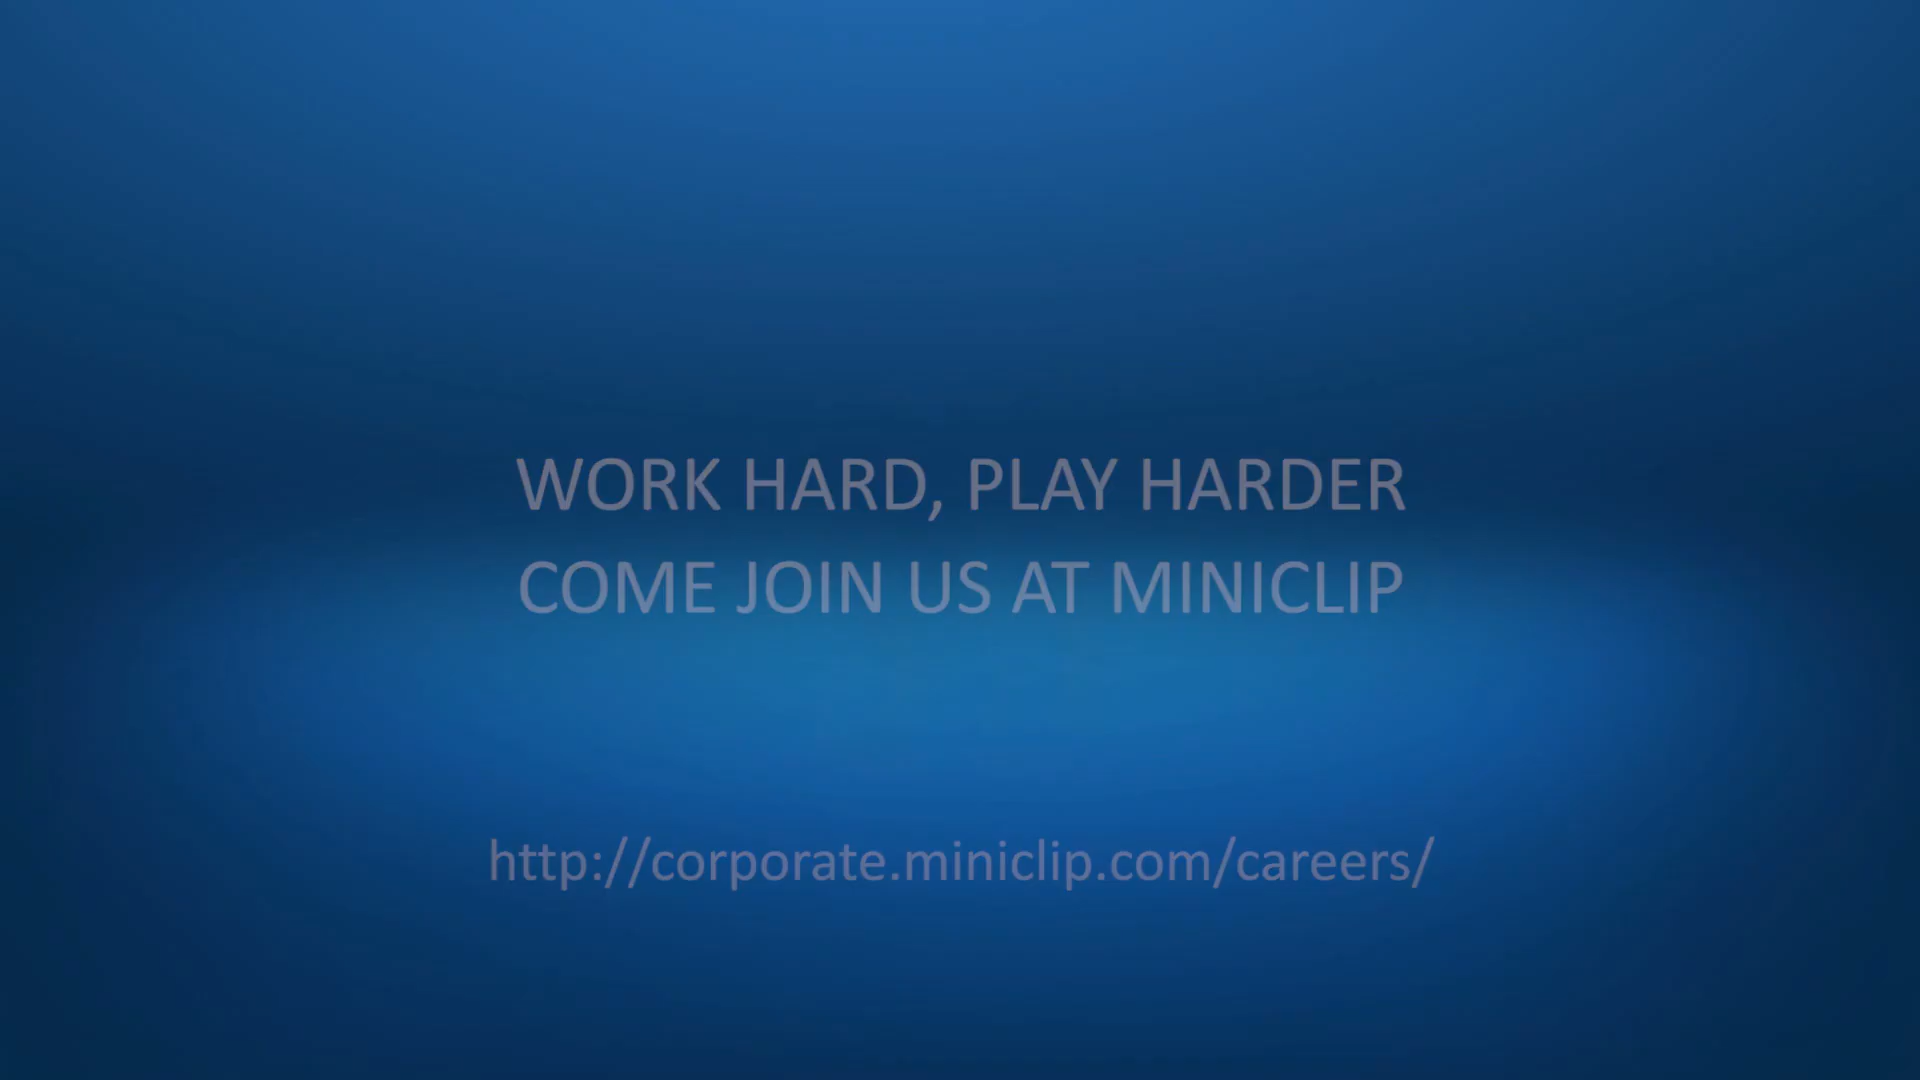 WORK HARD, PLAY HARDER
COME JOIN US AT MINICLIP
http://corporate.miniclip.com/careers/